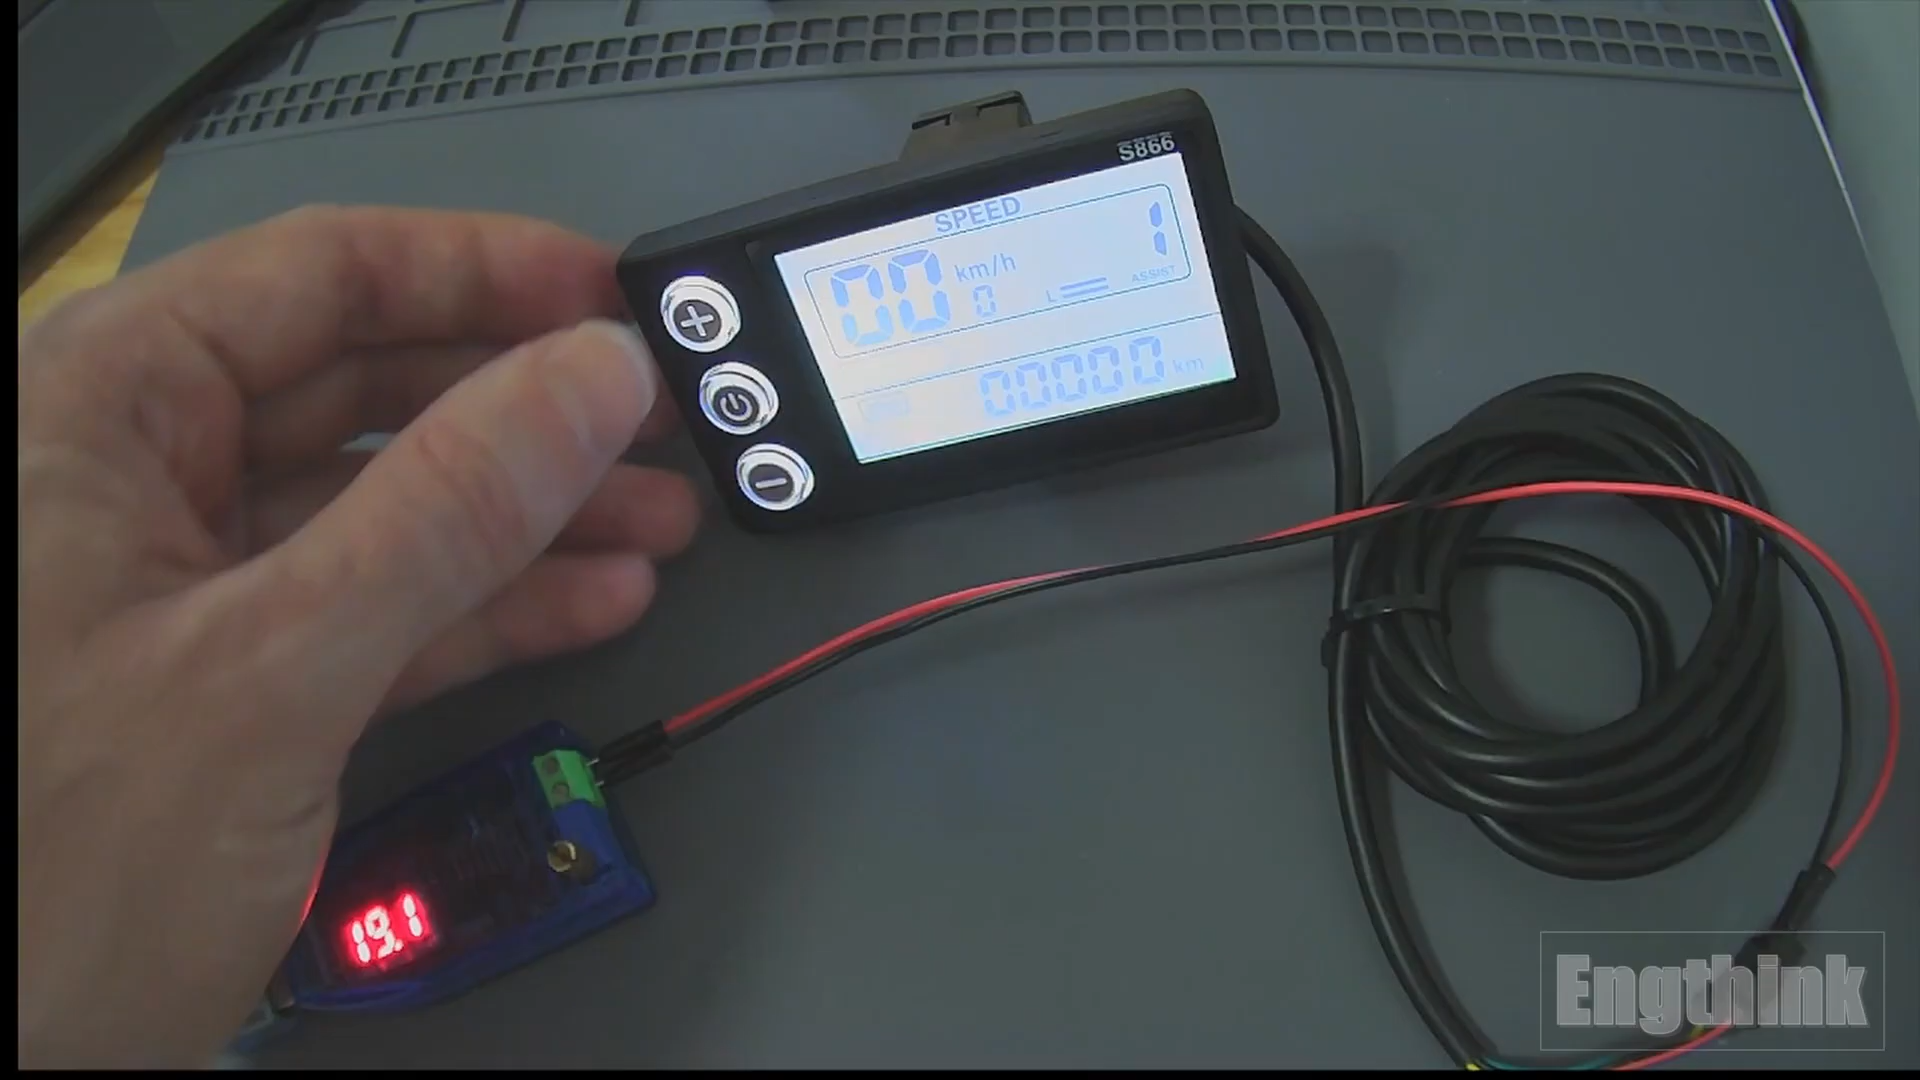 S866
SPEED
00 km/h
0
L
1
ASSIST
00000 km
19.1
Engthink